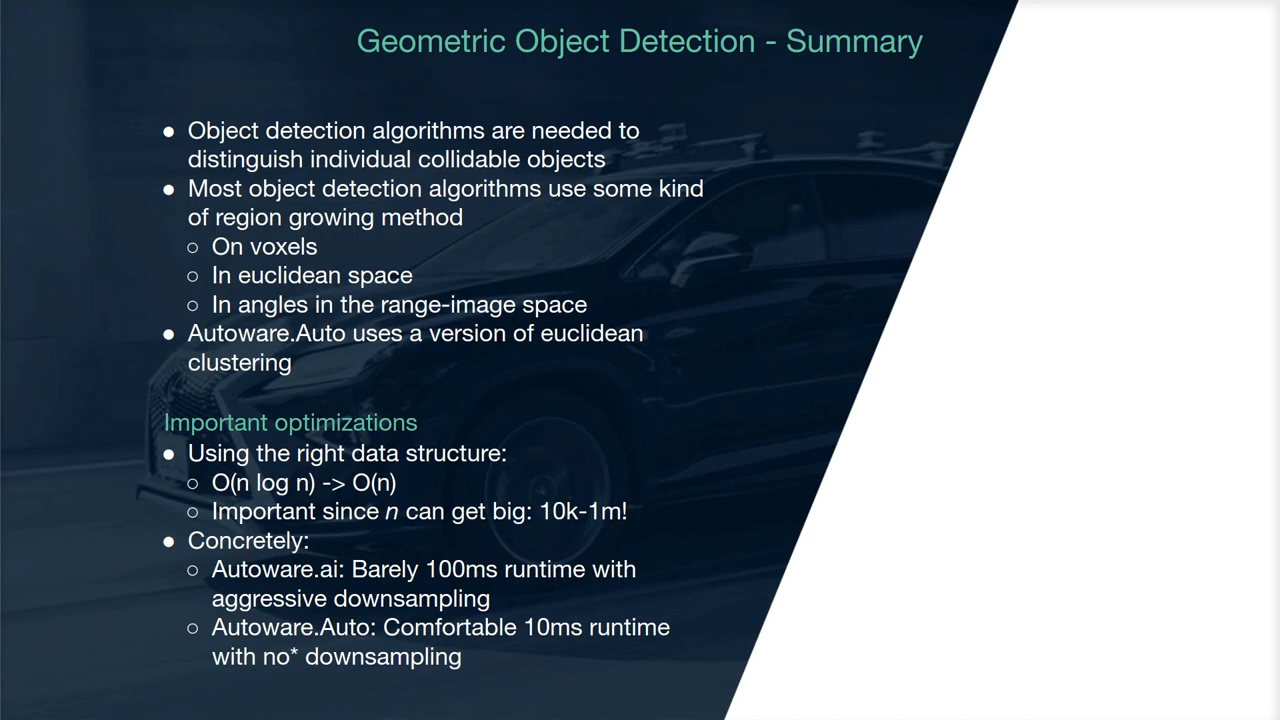 Geometric Object Detection - Summary
● Object detection algorithms are needed to
distinguish individual collidable objects
● Most object detection algorithms use some kind
of region growing method
○ On voxels
○ In euclidean space
○ In angles in the range-image space
● Autoware.Auto uses a version of euclidean
clustering
Important optimizations
● Using the right data structure:
○ O(n log n) -> O(n)
○ Important since n can get big: 10k-1m!
● Concretely:
○ Autoware.ai: Barely 100ms runtime with
aggressive downsampling
○ Autoware.Auto: Comfortable 10ms runtime
with no* downsampling